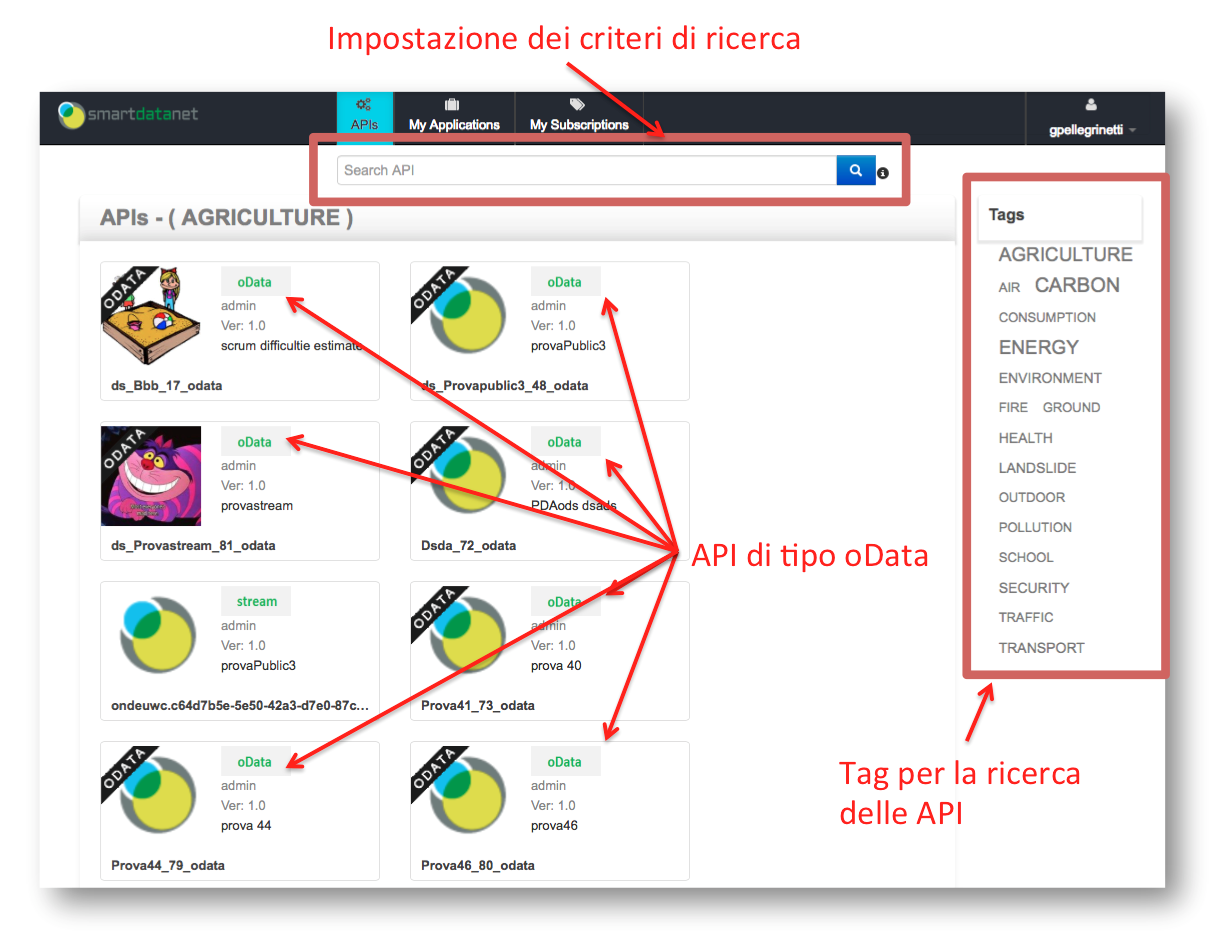 Impostazione dei criteri di ricerca
smartdatanet
APIs
My Applications
My Subscriptions
gpellegrinetti
Search API
APIs - ( AGRICULTURE )
ODATA
oData
admin
Ver: 1.0
scrum difficultie estimate
ds_Bbb_17_odata
ODATA
oData
admin
Ver: 1.0
provaPublic3
ds_Provapublic3_48_odata
ODATA
oData
admin
Ver: 1.0
provastream
ds_Provastream_81_odata
ODATA
oData
admin
Ver: 1.0
PDAods dsads
Dsda_72_odata
stream
admin
Ver: 1.0
provaPublic3
ondeuwc.c64d7b5e-5e50-42a3-d7e0-87c...
ODATA
oData
admin
Ver: 1.0
prova 40
Prova41_73_odata
ODATA
oData
admin
Ver: 1.0
prova 44
Prova44_79_odata
ODATA
oData
admin
Ver: 1.0
prova46
Prova46_80_odata
API di tipo oData
Tags
AGRICULTURE
AIR CARBON
CONSUMPTION
ENERGY
ENVIRONMENT
FIRE GROUND
HEALTH
LANDSLIDE
OUTDOOR
POLLUTION
SCHOOL
SECURITY
TRAFFIC
TRANSPORT
Tag per la ricerca
delle API